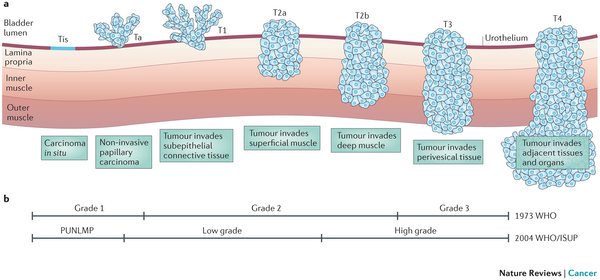 a
Bladder
lumen
Tis
Ta
T1
T2a
T2b
T3
Urothelium
T4
Lamina
propria
Inner
muscle
Outer
muscle
Carcinoma
in situ
Non-invasive
papillary
carcinoma
Tumour invades
subepithelial
connective tissue
Tumour invades
superficial muscle
Tumour invades
deep muscle
Tumour invades
perivesical tissue
Tumour invades
adjacent tissues
and organs
b
Grade 1
Grade 2
Grade 3
1973 WHO
PUNLMP
Low grade
High grade
2004 WHO/ISUP
Nature Reviews | Cancer